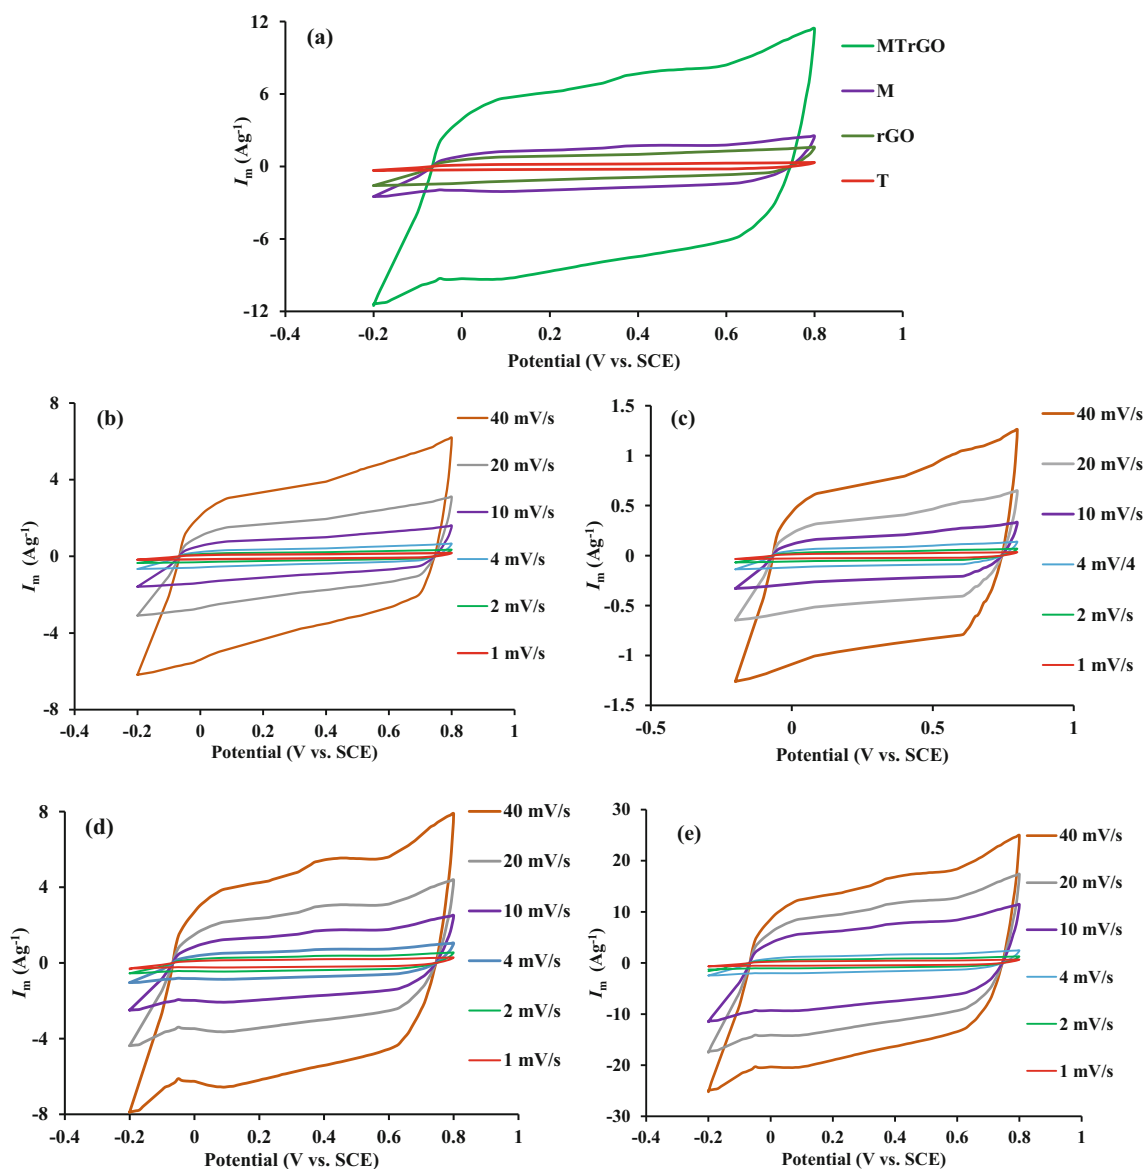 (a)
12
6
0
-6
-12
I_m (Ag⁻¹)
-0.4 -0.2 0 0.2 0.4 0.6 0.8 1
Potential (V vs. SCE)
MTrGO
M
rGO
T
(b)
8
4
0
-4
-8
I_m (Ag⁻¹)
-0.4 -0.2 0 0.2 0.4 0.6 0.8 1
Potential (V vs. SCE)
40 mV/s
20 mV/s
10 mV/s
4 mV/s
2 mV/s
1 mV/s
(c)
1.5
1
0.5
0
-0.5
-1
-1.5
I_m (Ag⁻¹)
-0.5 0 0.5 1
Potential (V vs. SCE)
40 mV/s
20 mV/s
10 mV/s
4 mV/4
2 mV/s
1 mV/s
(d)
8
4
0
-4
-8
I_m (Ag⁻¹)
-0.4 -0.2 0 0.2 0.4 0.6 0.8 1
Potential (V vs. SCE)
40 mV/s
20 mV/s
10 mV/s
4 mV/s
2 mV/s
1 mV/s
(e)
30
20
10
0
-10
-20
-30
I_m (Ag⁻¹)
-0.4 -0.2 0 0.2 0.4 0.6 0.8 1
Potential (V vs. SCE)
40 mV/s
20 mV/s
10 mV/s
4 mV/s
2 mV/s
1 mV/s